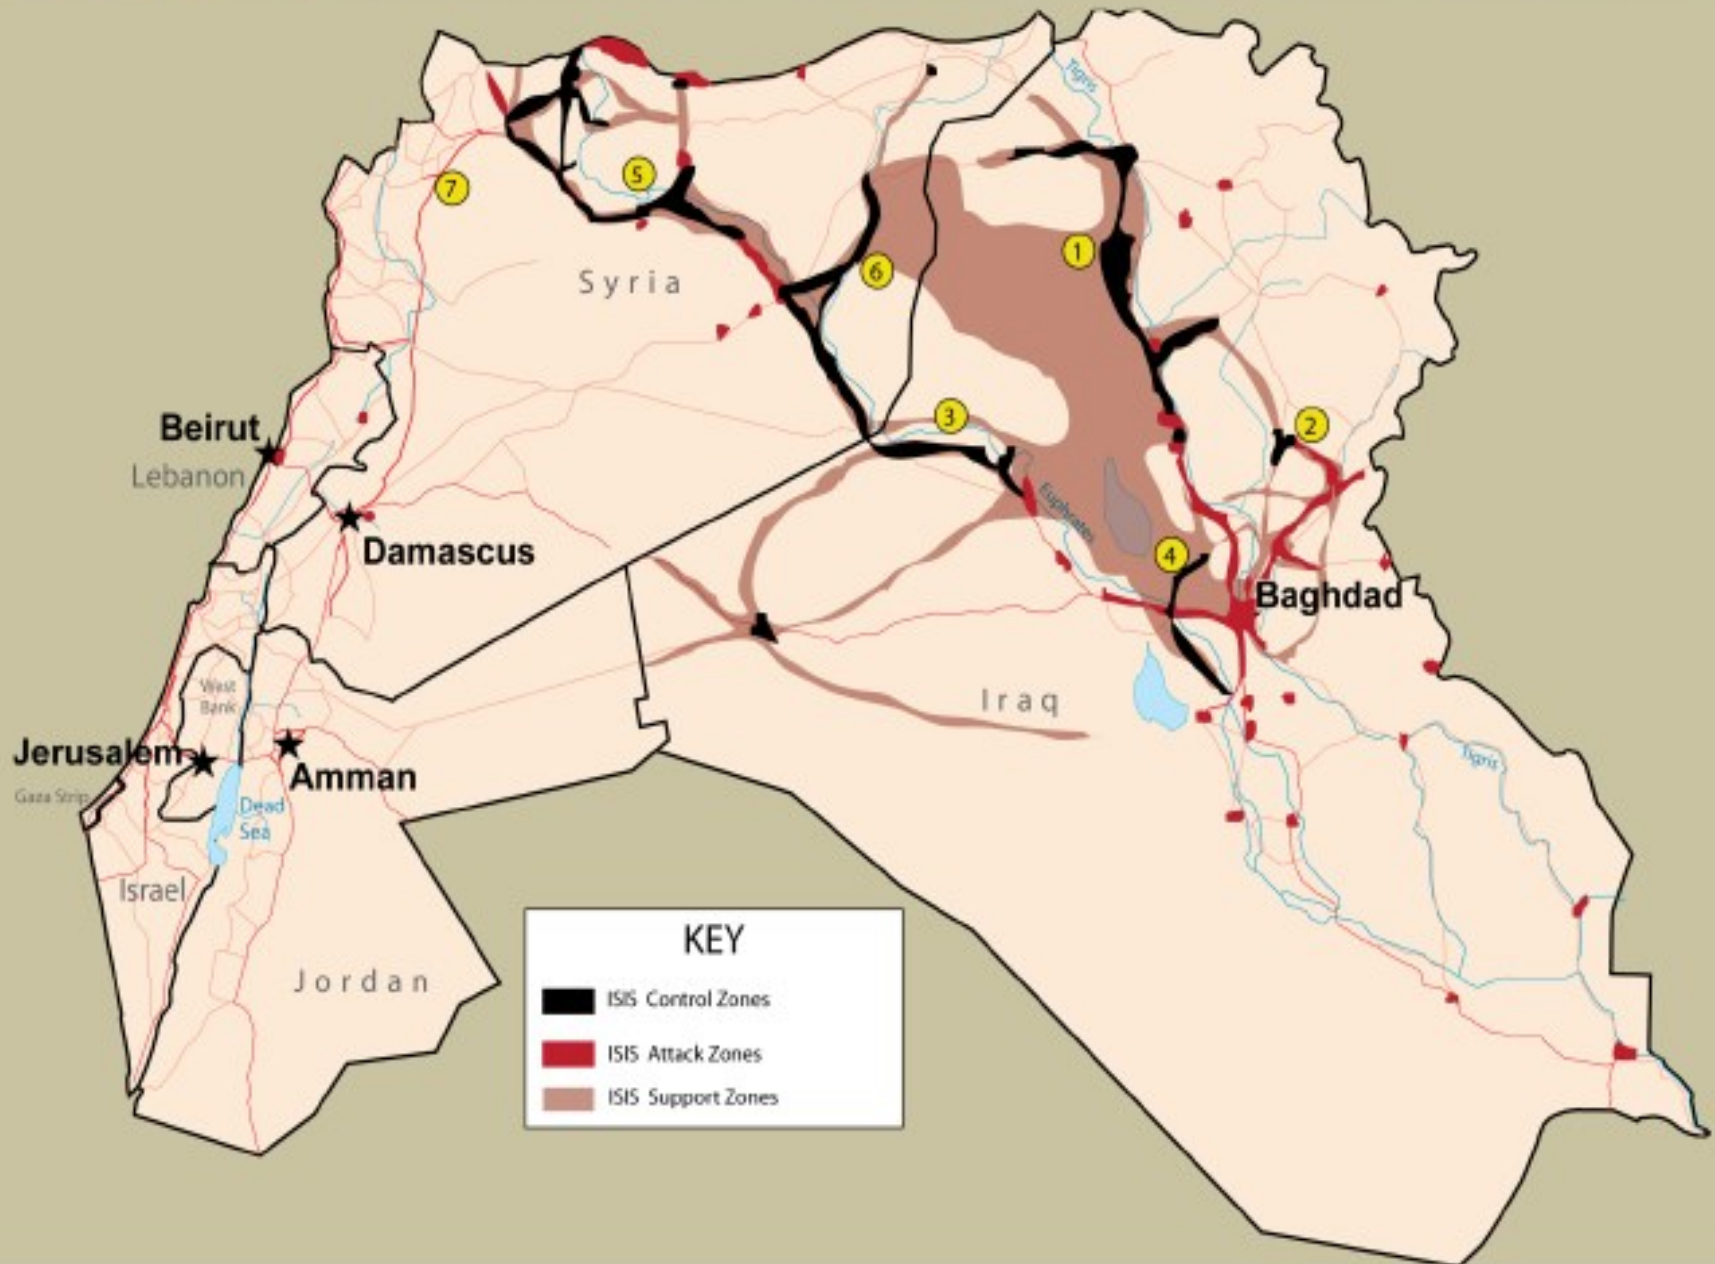 Tigris
7
5
1
6
Syria
3
2
Beirut
Lebanon
Euphrates
Damascus
4
Baghdad
West
Bank
Iraq
Jerusalem
Amman
Tigris
Gaza Strip
Dead
Sea
Israel
Jordan
KEY
ISIS Control Zones
ISIS Attack Zones
ISIS Support Zones